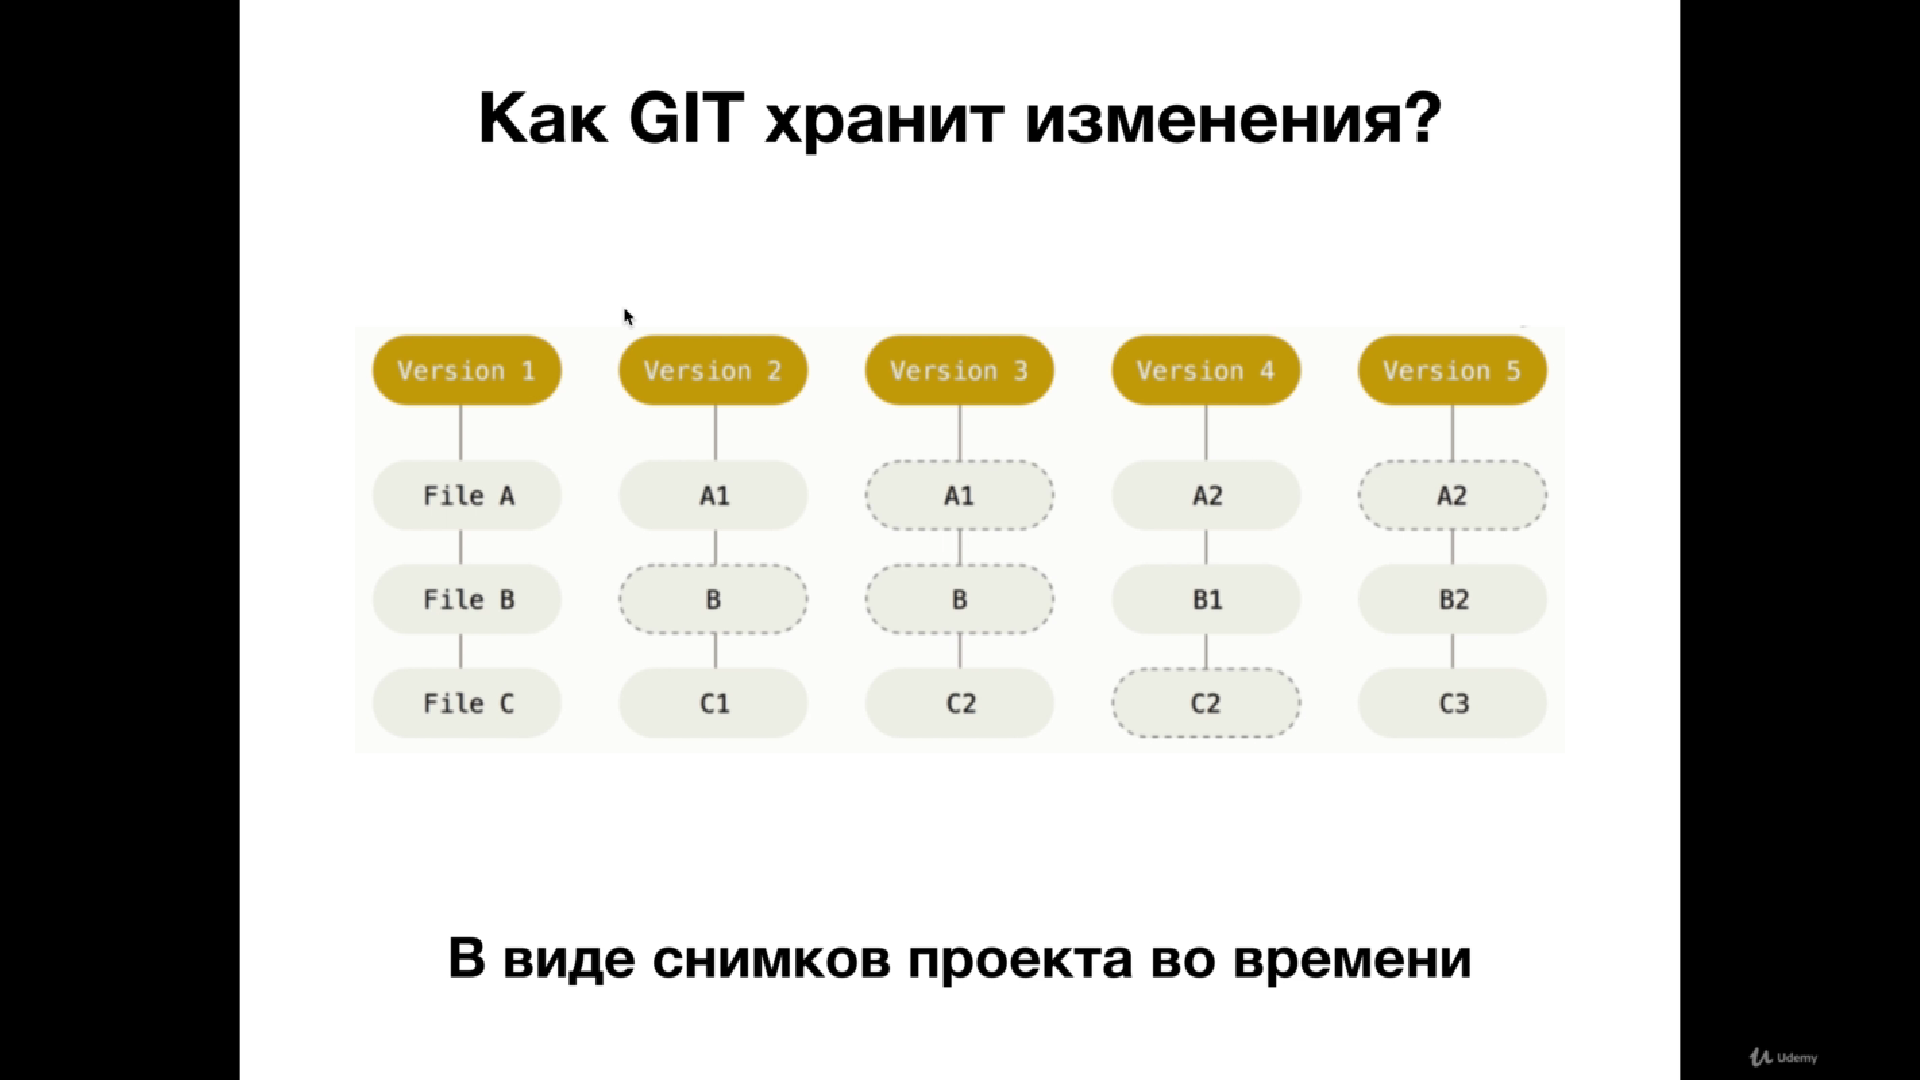 Как GIT хранит изменения?
Version 1 Version 2 Version 3 Version 4 Version 5
File A A1 A1 A2 A2
File B B B B1 B2
File C C1 C2 C2 C3
В виде снимков проекта во времени
Udemy